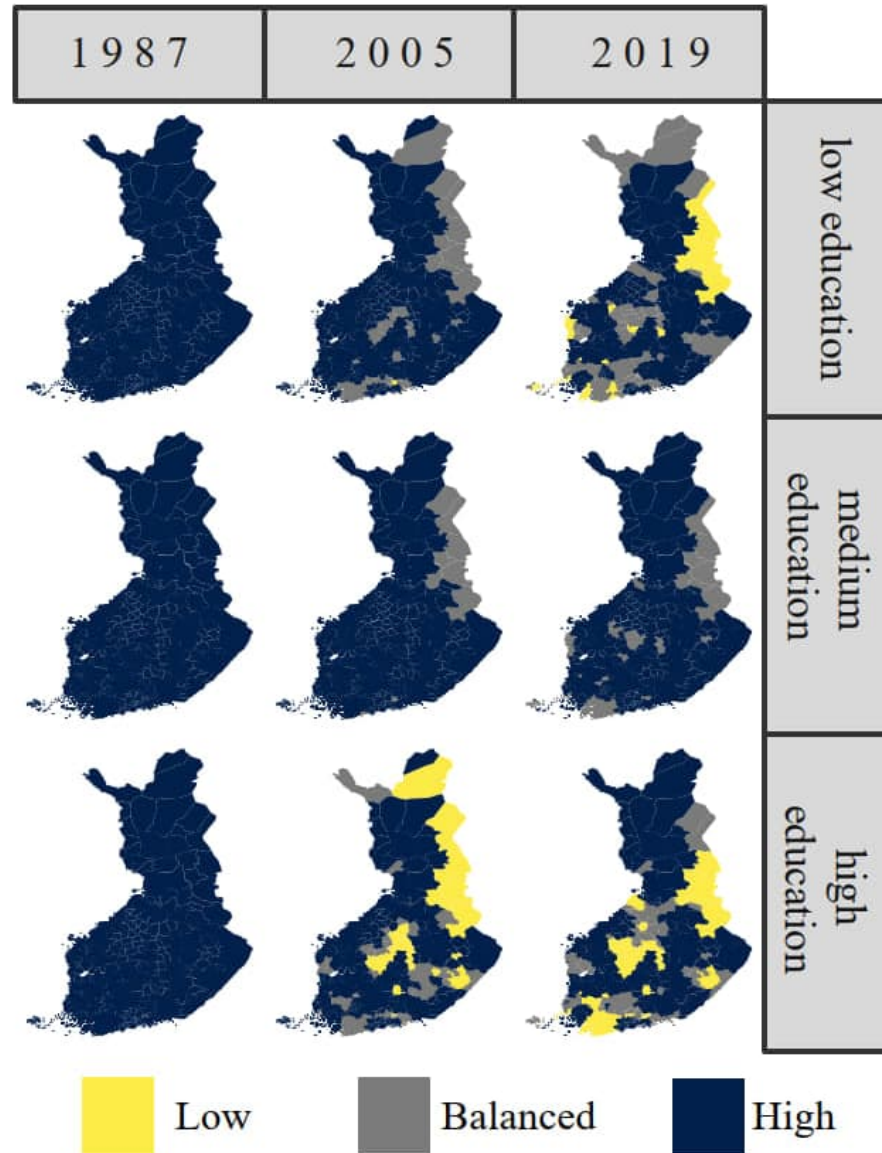 1987
2005
2019
low education
medium
education
high
education
Low
Balanced
High